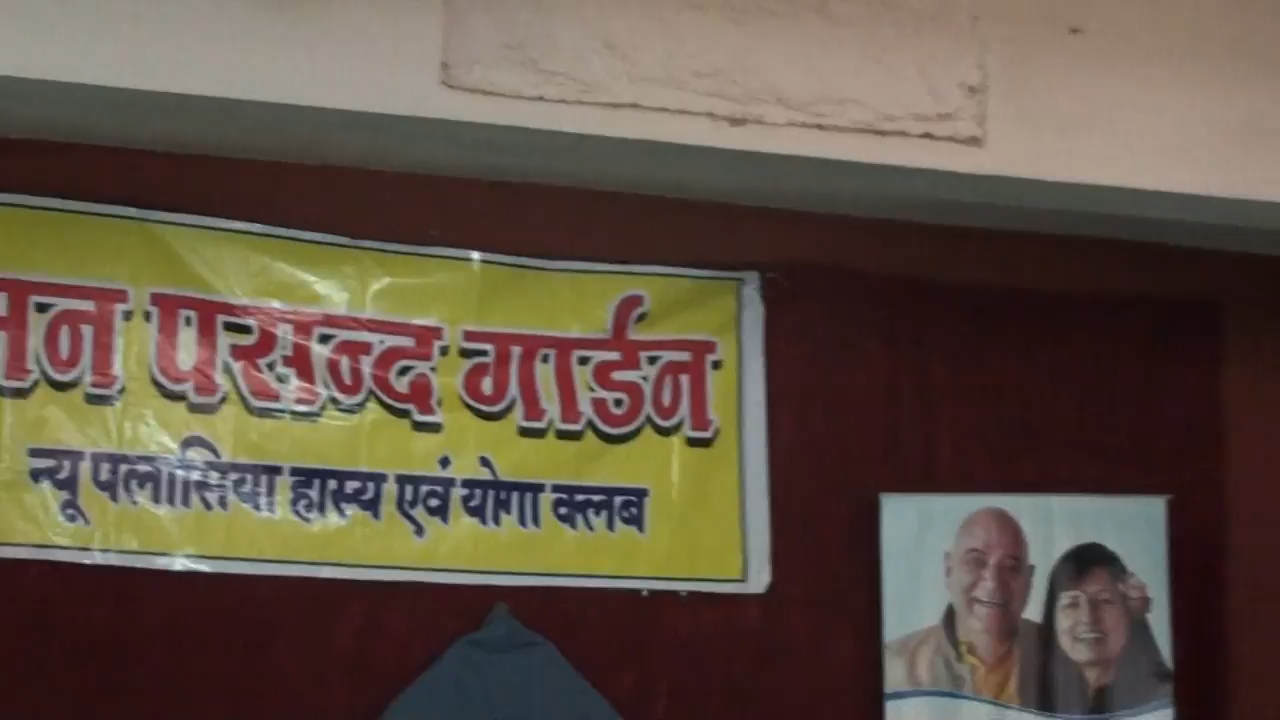 पसन्द गार्डन
न्यू पलासिया हास्य एवं योगा क्लब